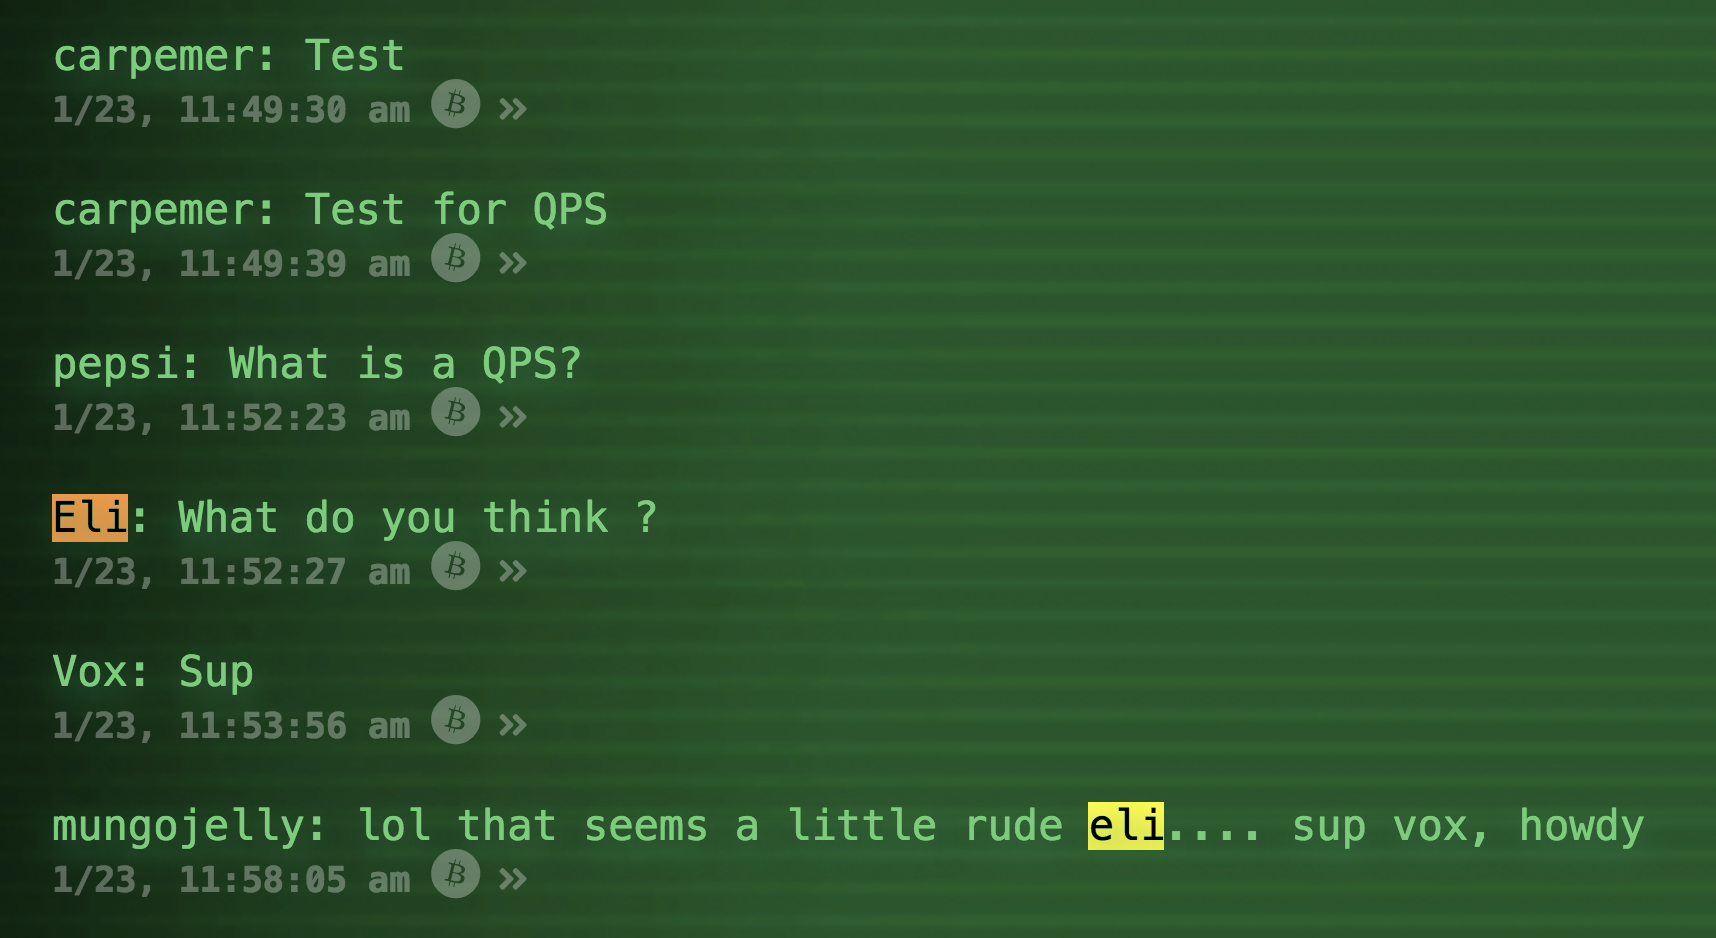 carpemer: Test
1/23, 11:49:30 am ₿ »
carpemer: Test for QPS
1/23, 11:49:39 am ₿ »
pepsi: What is a QPS?
1/23, 11:52:23 am ₿ »
Eli: What do you think ?
1/23, 11:52:27 am ₿ »
Vox: Sup
1/23, 11:53:56 am ₿ »
mungojelly: lol that seems a little rude eli.... sup vox, howdy
1/23, 11:58:05 am ₿ »